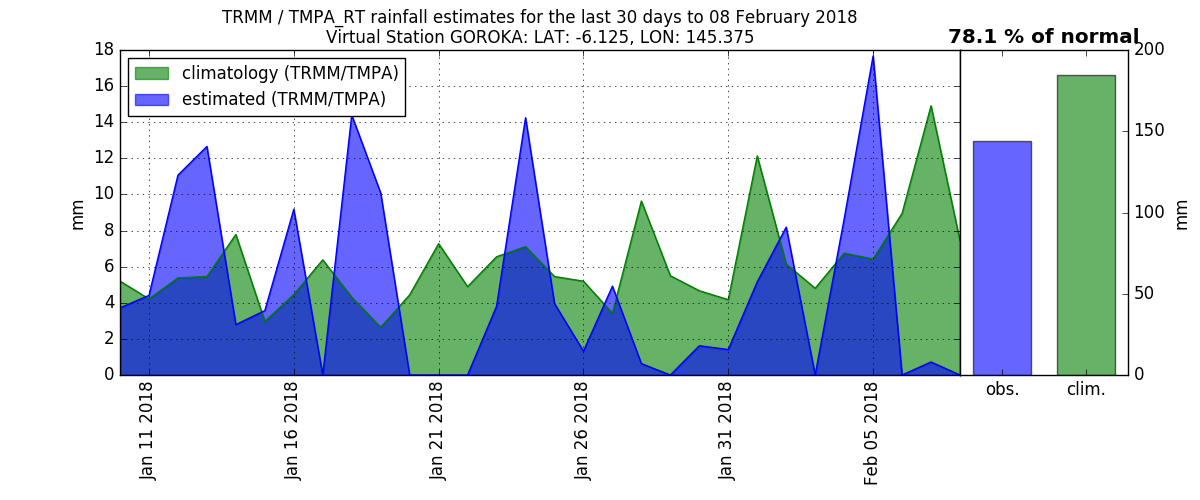 TRMM / TMPA_RT rainfall estimates for the last 30 days to 08 February 2018
Virtual Station GOROKA: LAT: -6.125, LON: 145.375
78.1 % of normal
climatology (TRMM/TMPA)
estimated (TRMM/TMPA)
mm
18
16
14
12
10
8
6
4
2
0
Jan 11 2018
Jan 16 2018
Jan 21 2018
Jan 26 2018
Jan 31 2018
Feb 05 2018
obs.
clim.
200
150
100
50
0
mm